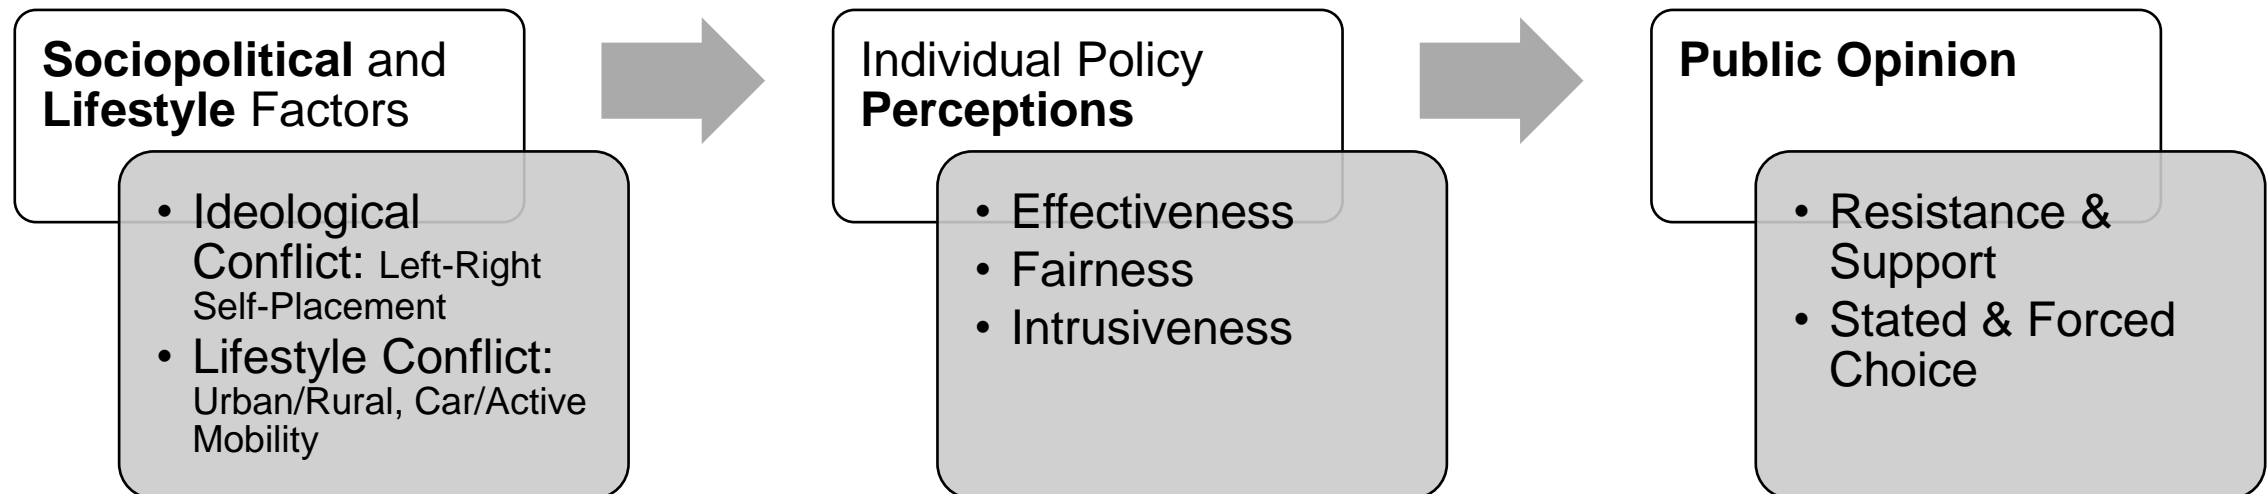 Sociopolitical and
Lifestyle Factors
• Ideological
Conflict: Left-Right
Self-Placement
• Lifestyle Conflict:
Urban/Rural, Car/Active
Mobility
Individual Policy
Perceptions
• Effectiveness
• Fairness
• Intrusiveness
Public Opinion
• Resistance &
Support
• Stated & Forced
Choice